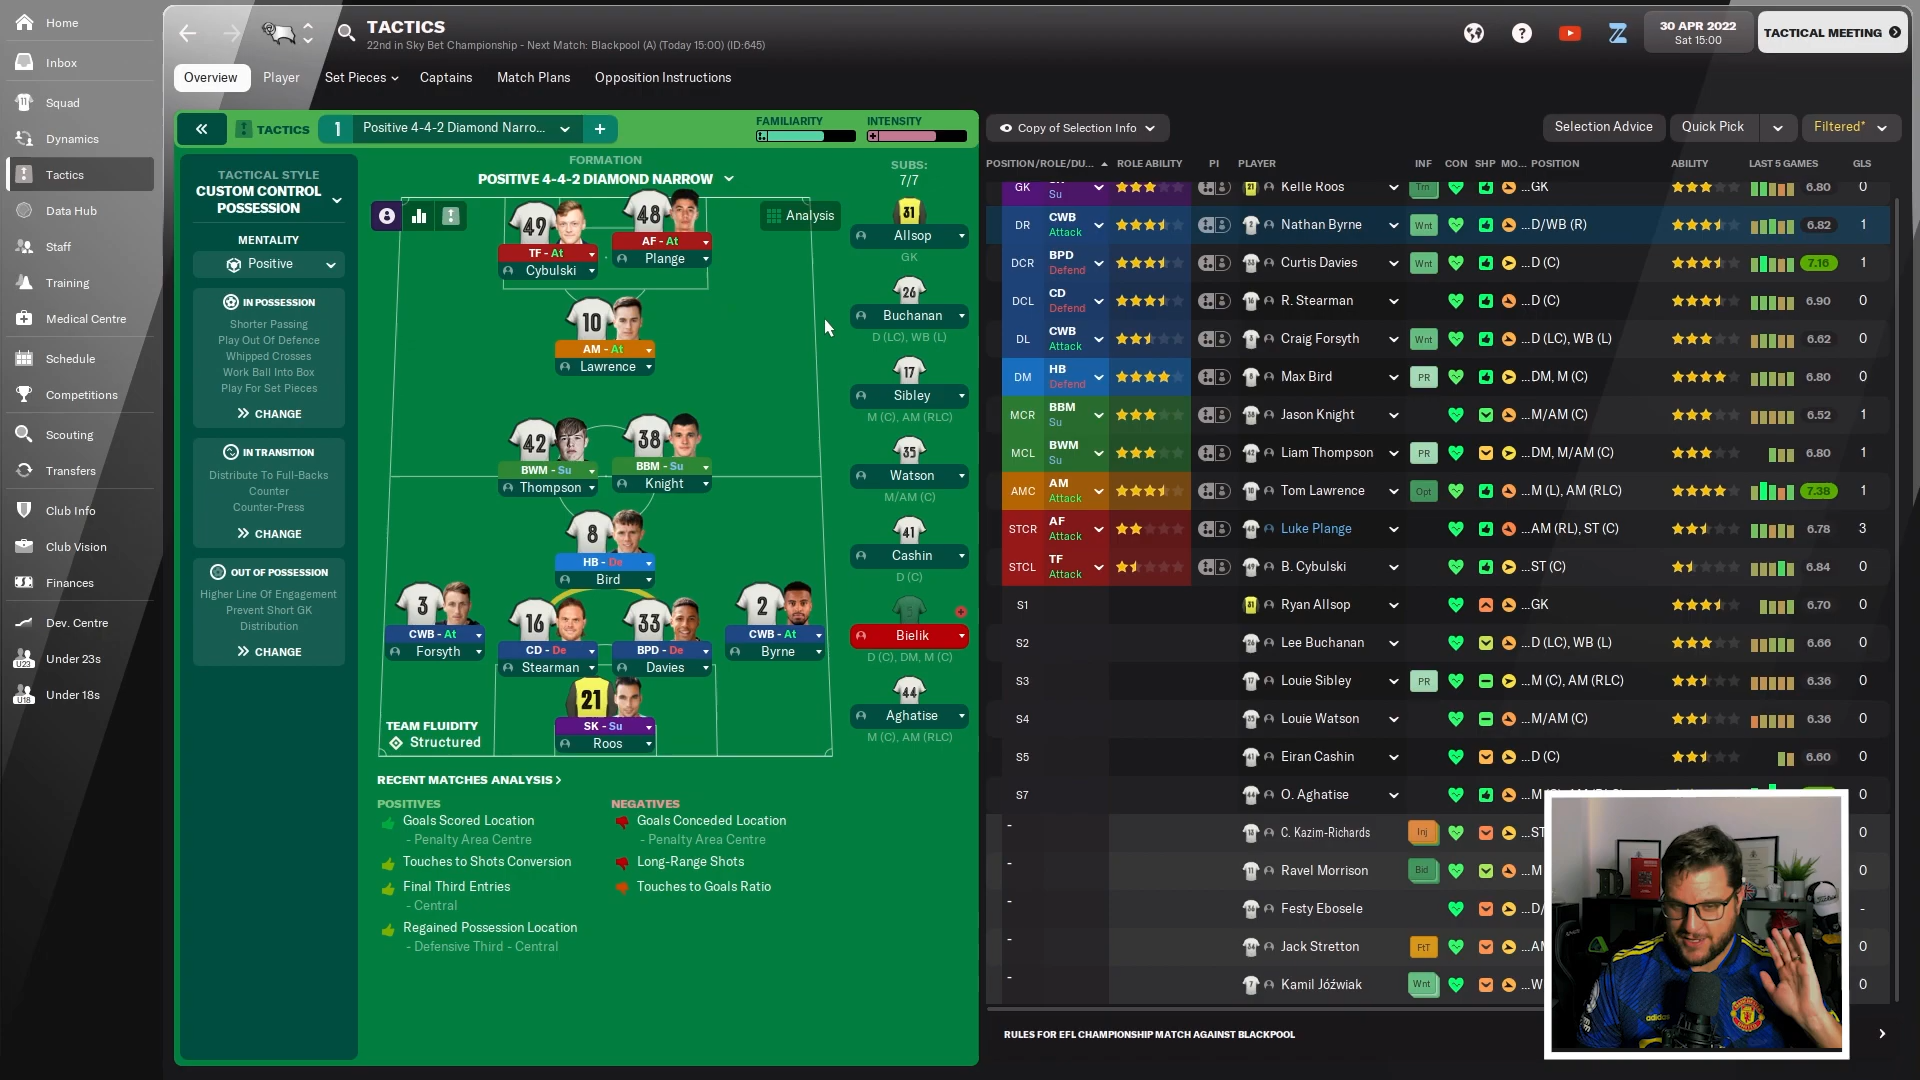 Home
Inbox
Squad
Dynamics
Tactics
Data Hub
Staff
Training
Medical Centre
Schedule
Competitions
Scouting
Transfers
Club Info
Club Vision
Finances
Dev. Centre
U23 Under 23s
U18 Under 18s
TACTICS
22nd in Sky Bet Championship - Next Match: Blackpool (A) (Today 15:00) (ID:645)
30 APR 2022
Sat 15:00
TACTICAL MEETING
Overview Player Set Pieces Captains Match Plans Opposition Instructions
TACTICS 1 Positive 4-4-2 Diamond Narro...
FAMILIARITY INTENSITY
TACTICAL STYLE
CUSTOM CONTROL
POSSESSION
MENTALITY
Positive
IN POSSESSION
Shorter Passing
Play Out Of Defence
Whipped Crosses
Work Ball Into Box
Play For Set Pieces
CHANGE
IN TRANSITION
Distribute To Full-Backs
Counter
Counter-Press
CHANGE
OUT OF POSSESSION
Higher Line Of Engagement
Prevent Short GK
Distribution
CHANGE
FORMATION
POSITIVE 4-4-2 DIAMOND NARROW
Analysis
49
TF - At
Cybulski
48
AF - At
Plange
10
AM - At
Lawrence
42
BWM - Su
Thompson
38
BBM - Su
Knight
8
HB - De
Bird
3
CWB - At
Forsyth
16
CD - De
Stearman
33
BPD - De
Davies
2
CWB - At
Byrne
21
SK - Su
Roos
TEAM FLUIDITY
Structured
SUBS:
7/7
31
Allsop
GK
26
Buchanan
D (LC), WB (L)
17
Sibley
M (C), AM (RLC)
35
Watson
M/AM (C)
41
Cashin
D (C)
5
Bielik
D (C), DM, M (C)
44
Aghatise
M (C), AM (RLC)
RECENT MATCHES ANALYSIS
POSITIVES
Goals Scored Location
- Penalty Area Centre
Touches to Shots Conversion
Final Third Entries
- Central
Regained Possession Location
- Defensive Third - Central
NEGATIVES
Goals Conceded Location
- Penalty Area Centre
Long-Range Shots
Touches to Goals Ratio
Copy of Selection Info
Selection Advice Quick Pick Filtered*
POSITION/ROLE/DU... ROLE ABILITY PI PLAYER INF CON SHP MO... POSITION ABILITY LAST 5 GAMES GLS
GK Su Kelle Roos Trn ...GK 6.80 0
DR CWB Attack Nathan Byrne Wnt ...D/WB (R) 6.82 1
DCR BPD Defend Curtis Davies Wnt ...D (C) 7.16 1
DCL CD Defend R. Stearman ...D (C) 6.90 0
DL CWB Attack Craig Forsyth Wnt ...D (LC), WB (L) 6.62 0
DM HB Defend Max Bird PR ...DM, M (C) 6.80 0
MCR BBM Su Jason Knight ...M/AM (C) 6.52 1
MCL BWM Su Liam Thompson PR ...DM, M/AM (C) 6.80 1
AMC AM Attack Tom Lawrence Opt ...M (L), AM (RLC) 7.38 1
STCR AF Attack Luke Plange ...AM (RL), ST (C) 6.78 3
STCL TF Attack B. Cybulski ...ST (C) 6.84 0
S1 Ryan Allsop ...GK 6.70 0
S2 Lee Buchanan ...D (LC), WB (L) 6.66 0
S3 Louie Sibley PR ...M (C), AM (RLC) 6.36 0
S4 Louie Watson ...M/AM (C) 6.36 0
S5 Eiran Cashin ...D (C) 6.60 0
S7 O. Aghatise ...M 0
- C. Kazim-Richards Inj ...ST 0
- Ravel Morrison Bid ...M 0
- Festy Ebosele ...D/ -
- Jack Stretton FtT ...AM 0
- Kamil Jóźwiak Wnt ...W 0
RULES FOR EFL CHAMPIONSHIP MATCH AGAINST BLACKPOOL
adidas